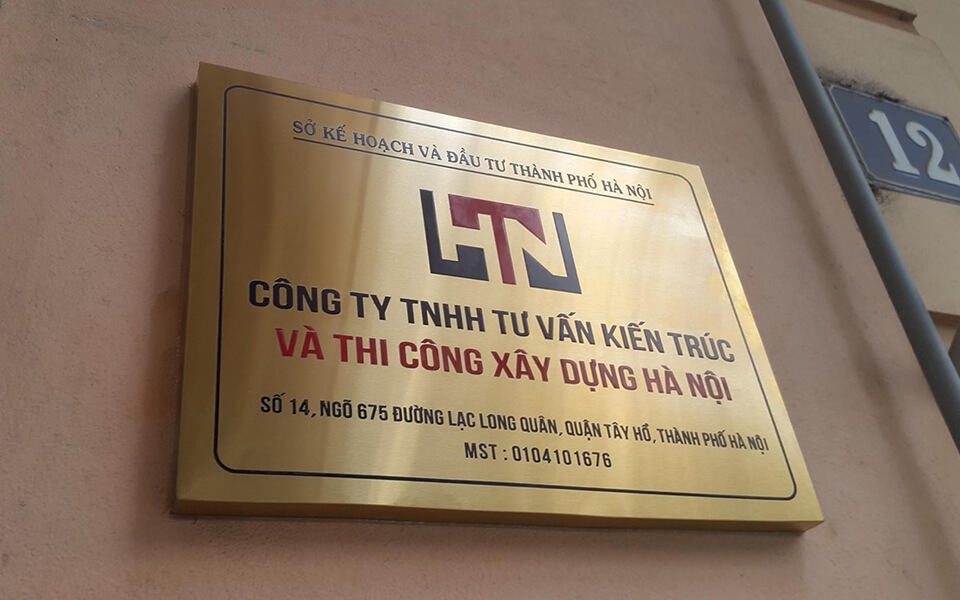 SỞ KẾ HOẠCH VÀ ĐẦU TƯ THÀNH PHỐ HÀ NỘI
HTN
CÔNG TY TNHH TƯ VẤN KIẾN TRÚC
VÀ THI CÔNG XÂY DỰNG HÀ NỘI
SỐ 14, NGÕ 675 ĐƯỜNG LẠC LONG QUÂN, QUẬN TÂY HỒ, THÀNH PHỐ HÀ NỘI
MST : 0104101676
12